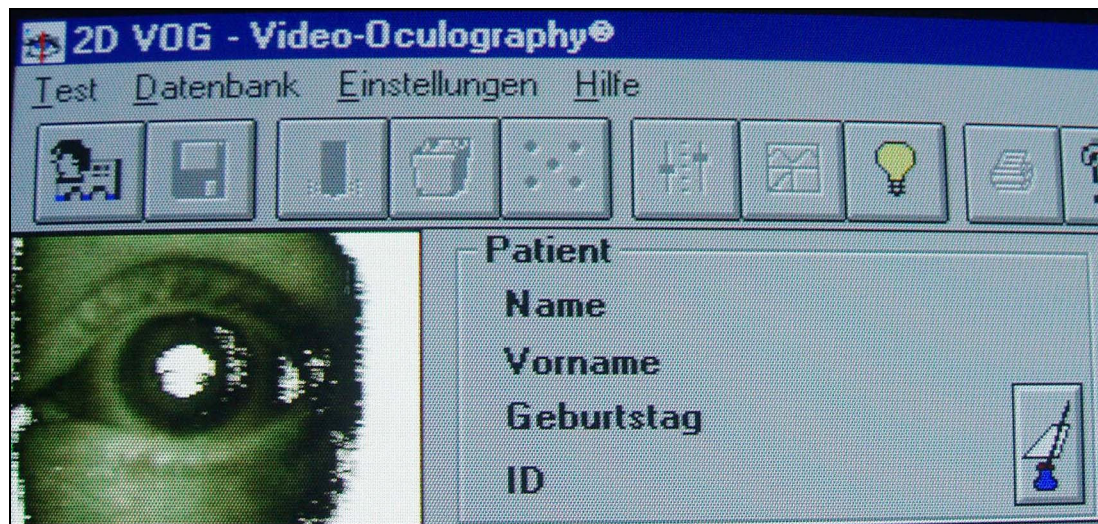 2D VOG - Video-Oculography®
Test Datenbank Einstellungen Hilfe
Patient
Name
Vorname
Geburtstag
ID